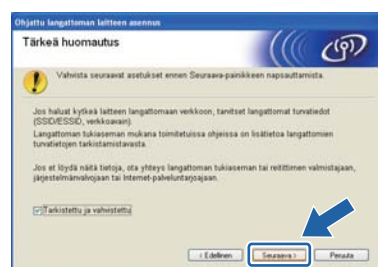 Ohjattu langattoman laitteen asennus
Tärkeä huomautus
Vahvista seuraavat asetukset ennen Seuraava-painikkeen napsauttamista.
Jos haluat kytkeä laitteen langattomaan verkkoon, tarvitset langattomat turvatiedot
(SSID/ESSID, verkkoavain).
Langattoman tukiaseman mukana toimitetuissa ohjeissa on lisätietoa langattomien
turvatietojen tarkistamistavasta.
Jos et löydä näitä tietoja, ota yhteys langattoman tukiaseman tai reitittimen valmistajaan,
järjestelmänvalvojaan tai Internet-palveluntarjoajaan.
Tarkistettu ja vahvistettu
< Edellinen Seuraava > Peruuta